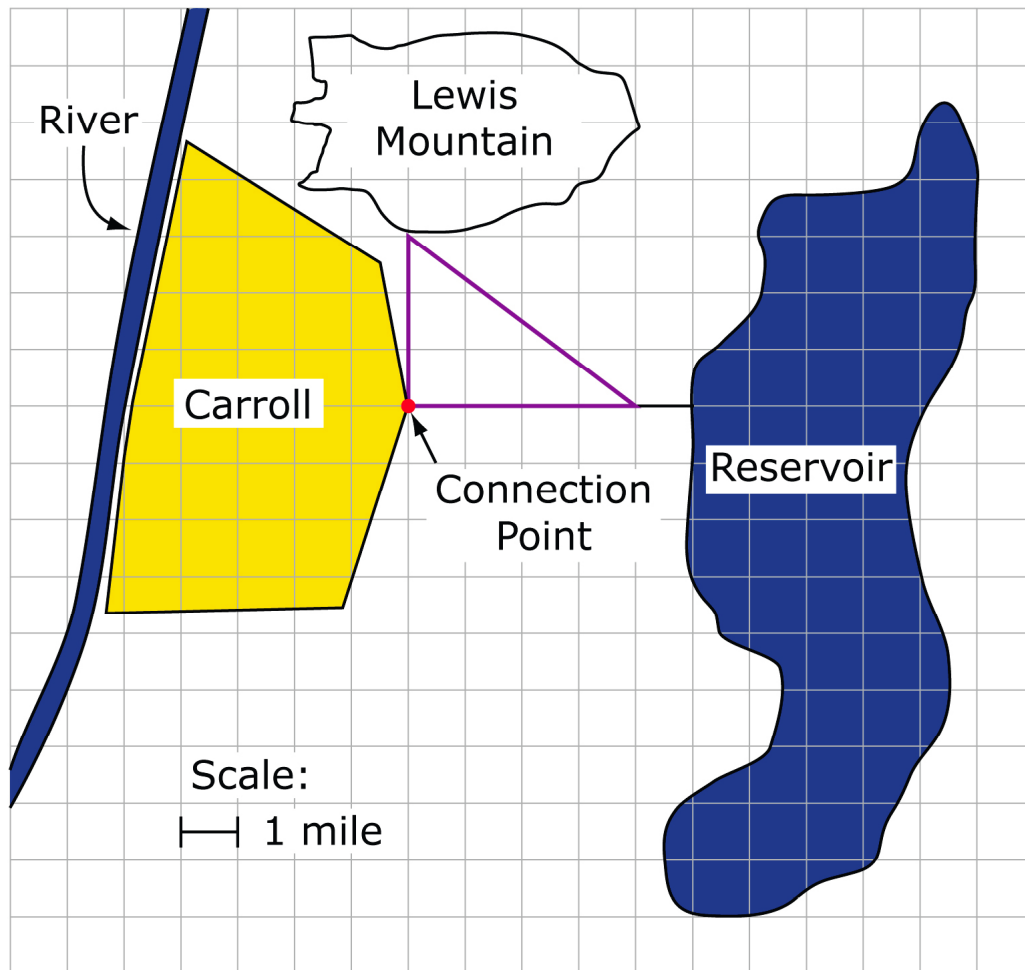 Lewis
Mountain
River
Carroll
Reservoir
Connection
Point
Scale:
1 mile